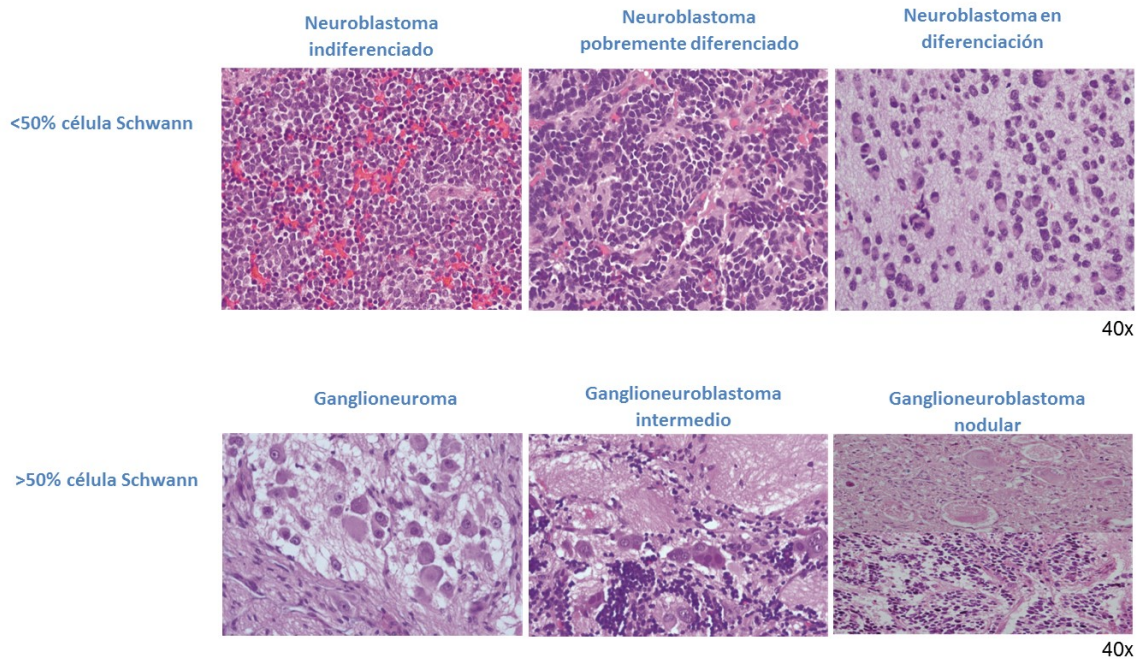 Neuroblastoma
indiferenciado
Neuroblastoma
pobremente diferenciado
Neuroblastoma en
diferenciación
<50% célula Schwann
40x
Ganglioneuroma
Ganglioneuroblastoma
intermedio
Ganglioneuroblastoma
nodular
>50% célula Schwann
40x